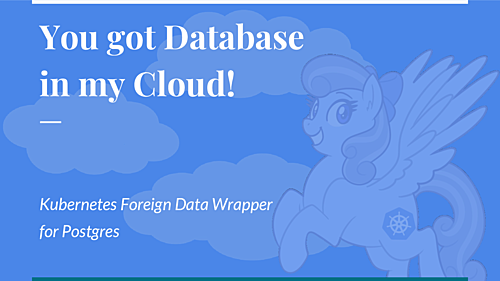 You got Database
in my Cloud!
Kubernetes Foreign Data Wrapper
for Postgres